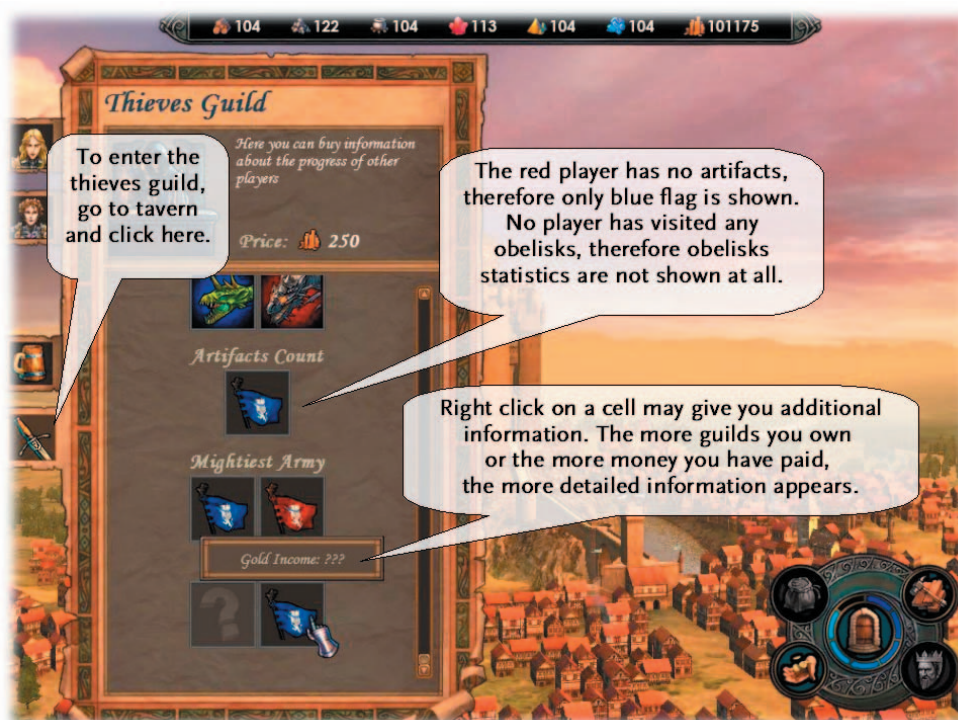 104 122 104 113 104 104 101175
Thieves Guild
Here you can buy information
about the progress of other
players
Price: 250
To enter the
thieves guild,
go to tavern
and click here.
The red player has no artifacts,
therefore only blue flag is shown.
No player has visited any
obelisks, therefore obelisks
statistics are not shown at all.
Artifacts Count
Right click on a cell may give you additional
information. The more guilds you own
or the more money you have paid,
the more detailed information appears.
Mightiest Army
Gold Income: ???
?